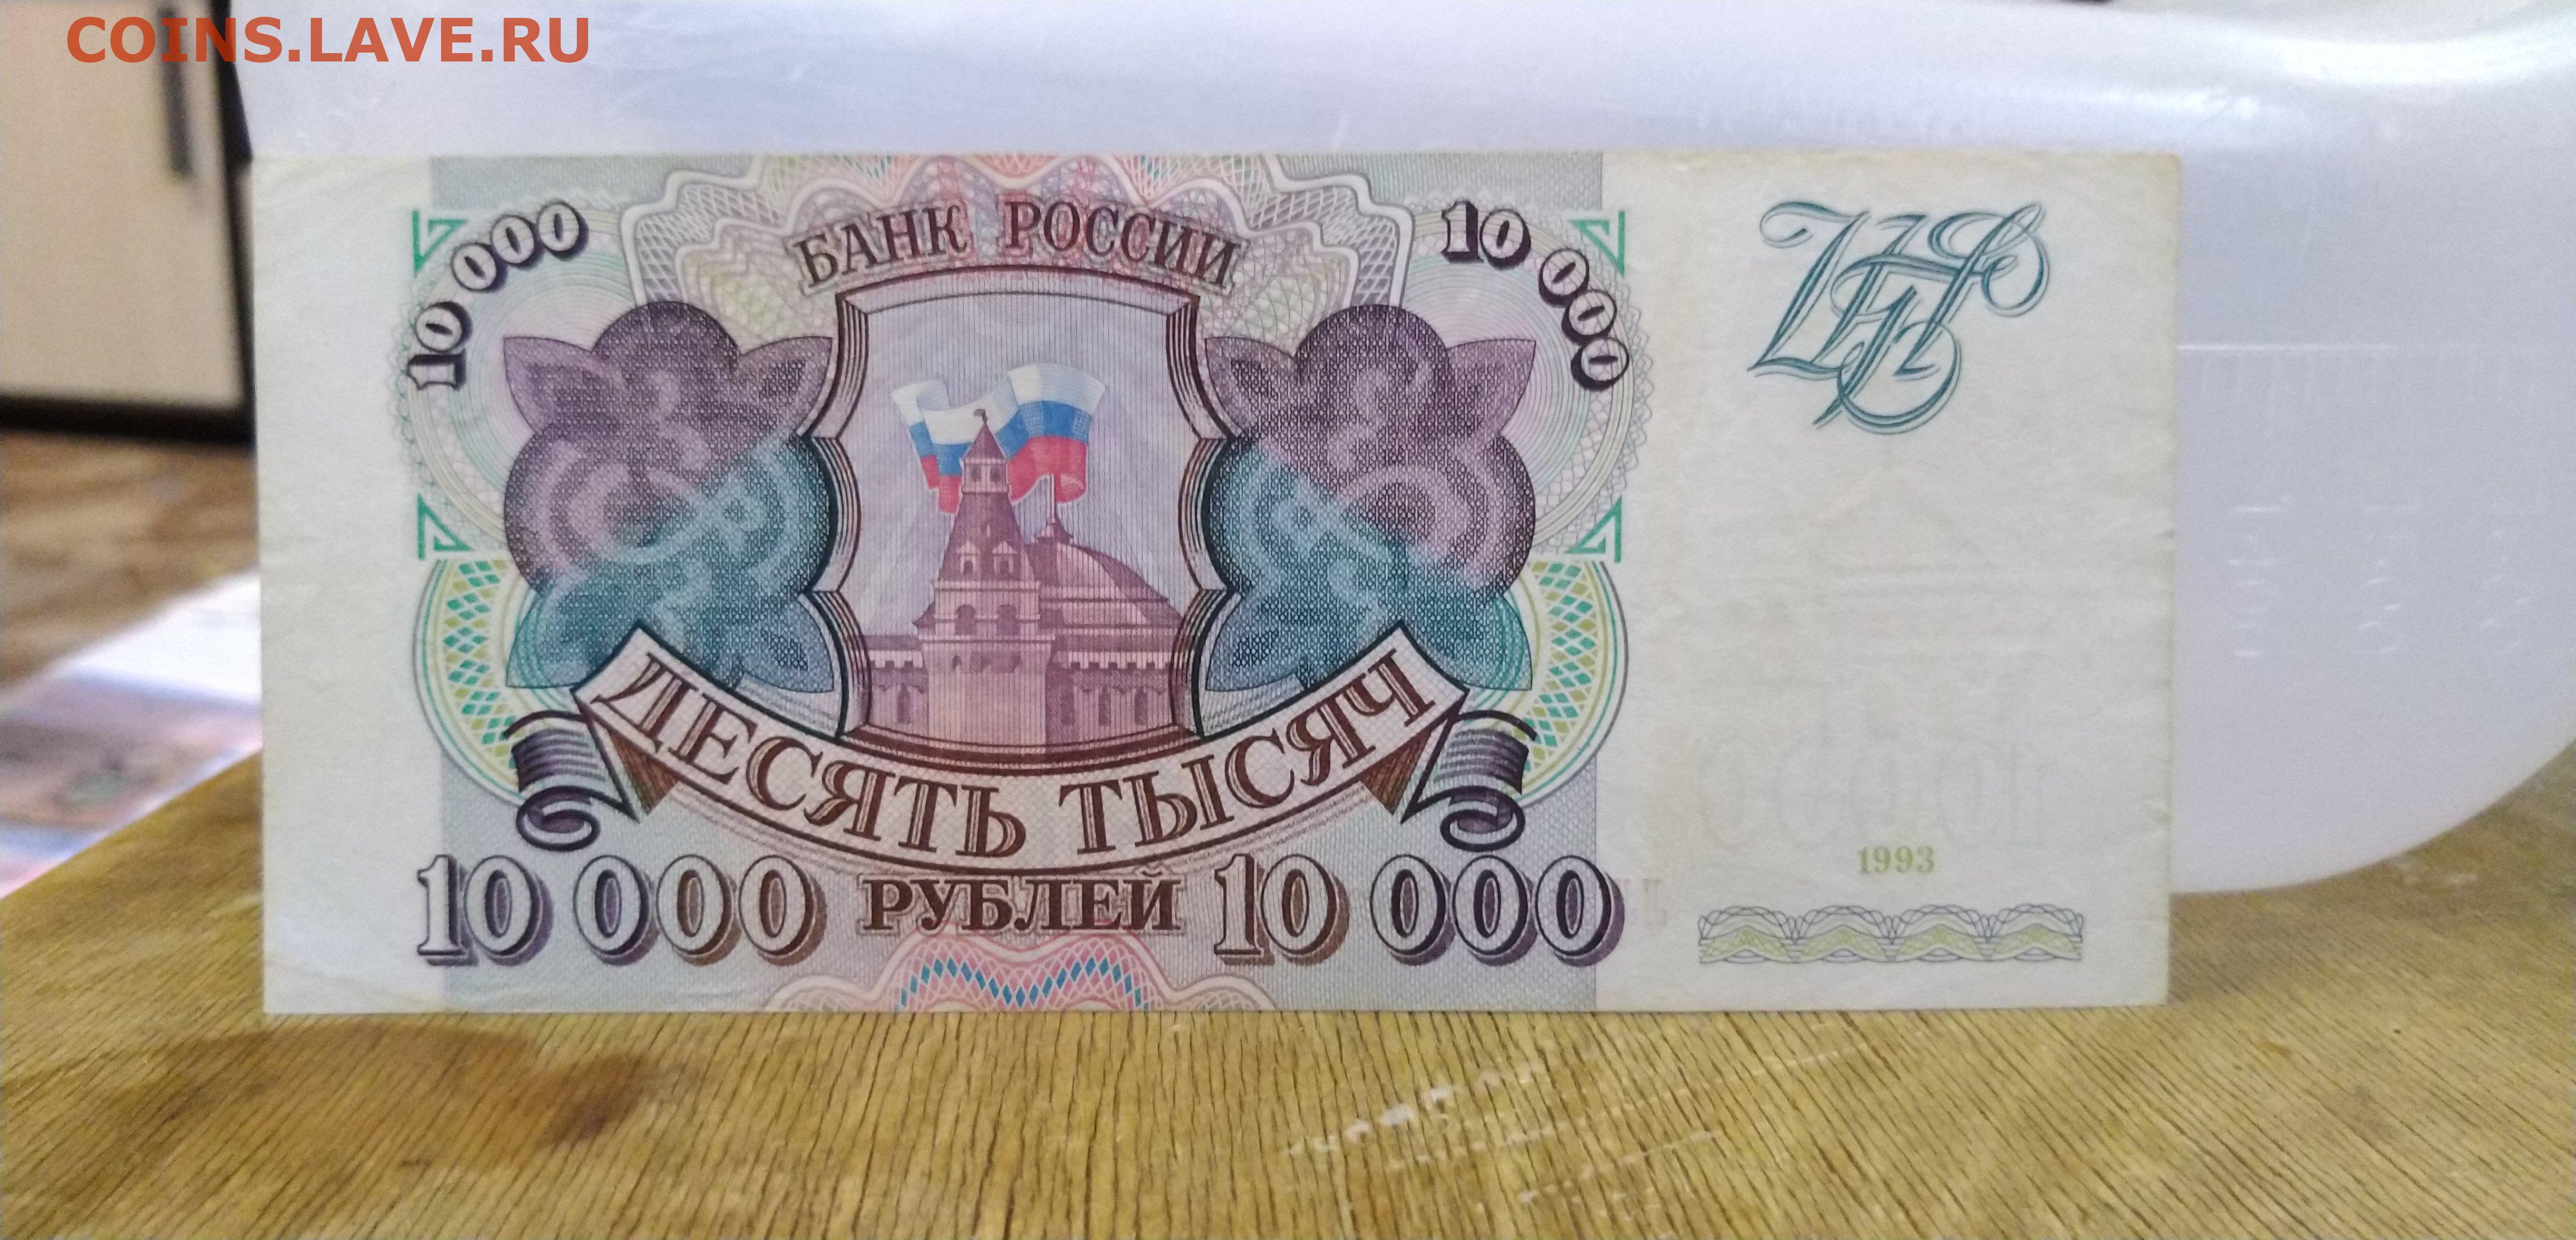 COINS.LAVE.RU
БАНК РОССИИ
10 000
10 000
ДЕСЯТЬ ТЫСЯЧ
10 000 РУБЛЕЙ 10 000
1993